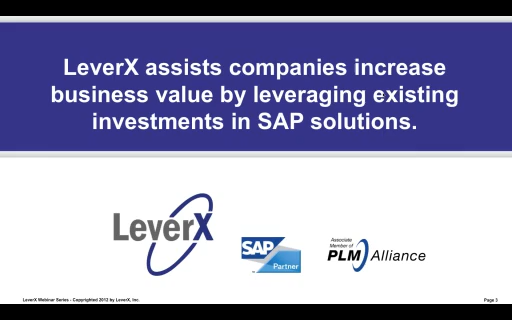 LeverX assists companies increase
business value by leveraging existing
investments in SAP solutions.
LeverX
SAP
Partner
Associate
Member of
PLM Alliance
LeverX Webinar Series - Copyrighted 2012 by LeverX, Inc.
Page 3